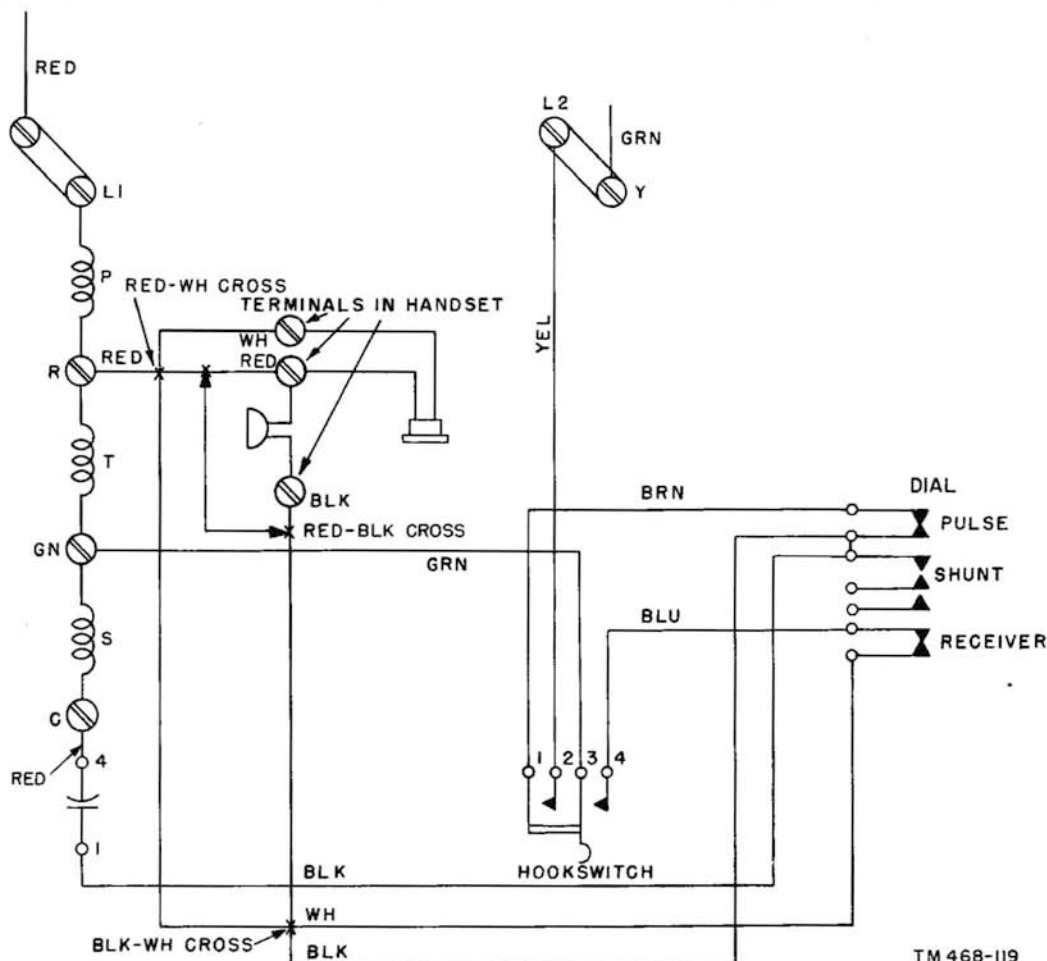 RED
L2
GRN
L1
Y
P
RED-WH CROSS
TERMINALS IN HANDSET
WH
YEL
R
RED
RED
T
BLK
BRN
DIAL
RED-BLK CROSS
PULSE
GN
GRN
SHUNT
S
BLU
RECEIVER
C
4
1
2
3
4
RED
1
BLK
HOOKSWITCH
WH
BLK-WH CROSS
BLK
TM 468-119